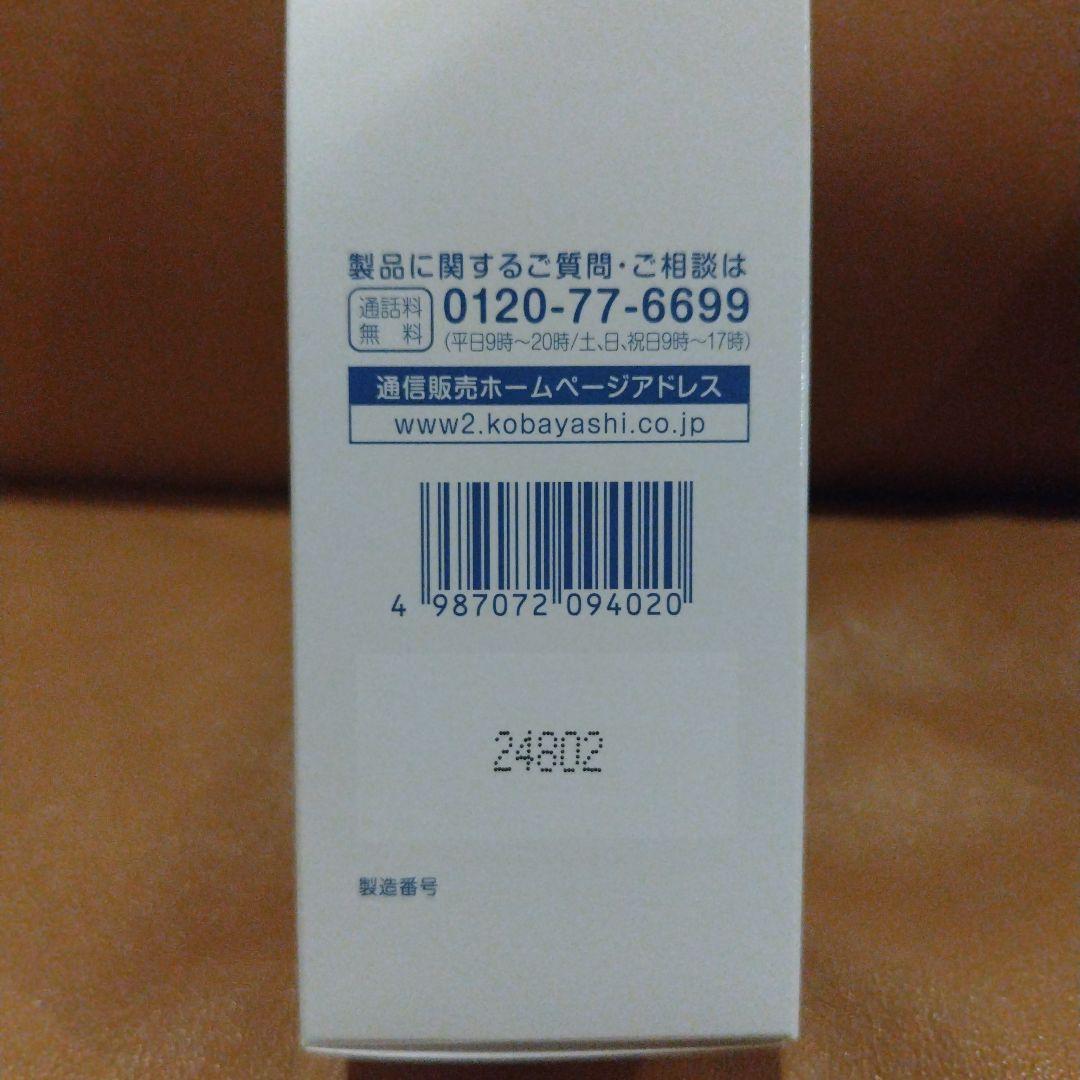 製品に関するご質問・ご相談は
通話料無料 0120-77-6699
(平日9時～20時/土、日、祝日9時～17時)
通信販売ホームページアドレス
www2.kobayashi.co.jp
4 987072 094020
24802
製造番号